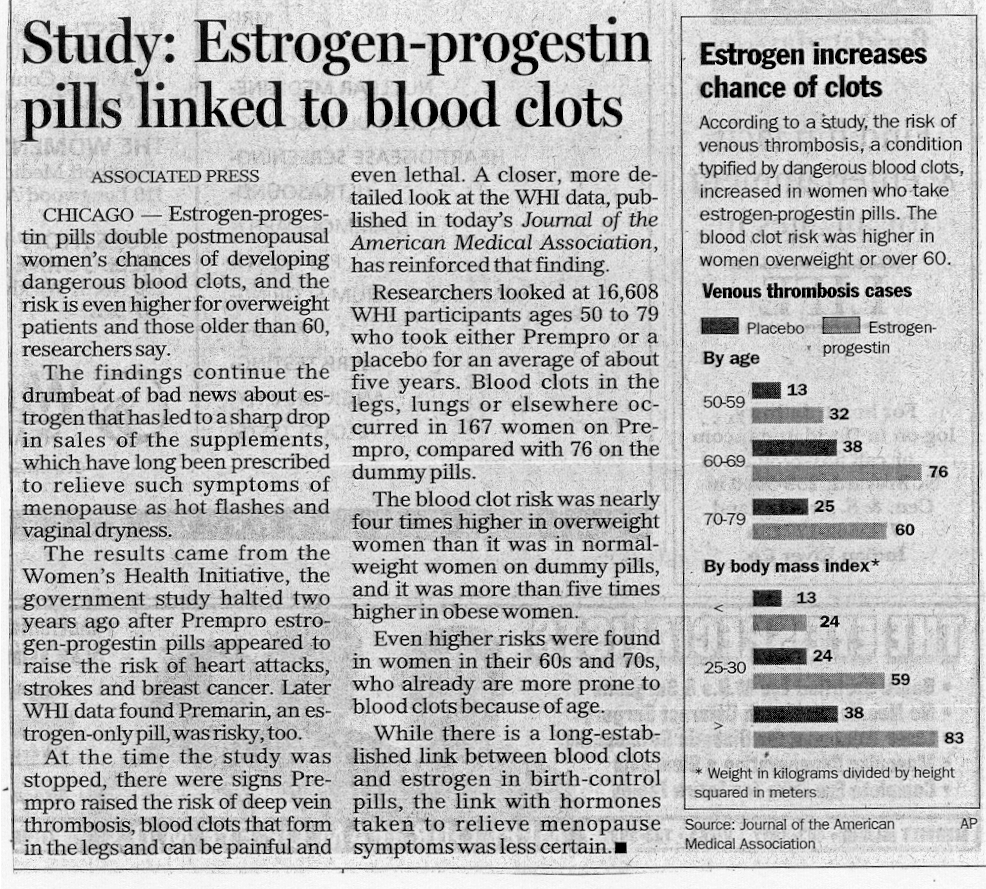 Study: Estrogen-progestin
pills linked to blood clots
ASSOCIATED PRESS
CHICAGO — Estrogen-proges-
tin pills double postmenopausal
women's chances of developing
dangerous blood clots, and the
risk is even higher for overweight
patients and those older than 60,
researchers say.
The findings continue the
drumbeat of bad news about es-
trogen that has led to a sharp drop
in sales of the supplements,
which have long been prescribed
to relieve such symptoms of
menopause as hot flashes and
vaginal dryness.
The results came from the
Women's Health Initiative, the
government study halted two
years ago after Prempro estro-
gen-progestin pills appeared to
raise the risk of heart attacks,
strokes and breast cancer. Later
WHI data found Premarin, an es-
trogen-only pill, was risky, too.
At the time the study was
stopped, there were signs Pre-
mpro raised the risk of deep vein
thrombosis, blood clots that form
in the legs and can be painful and
even lethal. A closer, more de-
tailed look at the WHI data, pub-
lished in today's Journal of the
American Medical Association,
has reinforced that finding.
Researchers looked at 16,608
WHI participants ages 50 to 79
who took either Prempro or a
placebo for an average of about
five years. Blood clots in the
legs, lungs or elsewhere oc-
curred in 167 women on Pre-
mpro, compared with 76 on the
dummy pills.
The blood clot risk was nearly
four times higher in overweight
women than it was in normal-
weight women on dummy pills,
and it was more than five times
higher in obese women.
Even higher risks were found
in women in their 60s and 70s,
who already are more prone to
blood clots because of age.
While there is a long-estab-
lished link between blood clots
and estrogen in birth-control
pills, the link with hormones
taken to relieve menopause
symptoms was less certain. ■
Estrogen increases
chance of clots
According to a study, the risk of
venous thrombosis, a condition
typified by dangerous blood clots,
increased in women who take
estrogen-progestin pills. The
blood clot risk was higher in
women overweight or over 60.
Venous thrombosis cases
Placebo Estrogen-
progestin
By age
50-59 13
32
60-69 38
76
70-79 25
60
By body mass index*
< 13
24
25-30 24
59
> 38
83
* Weight in kilograms divided by height
squared in meters
Source: Journal of the American AP
Medical Association